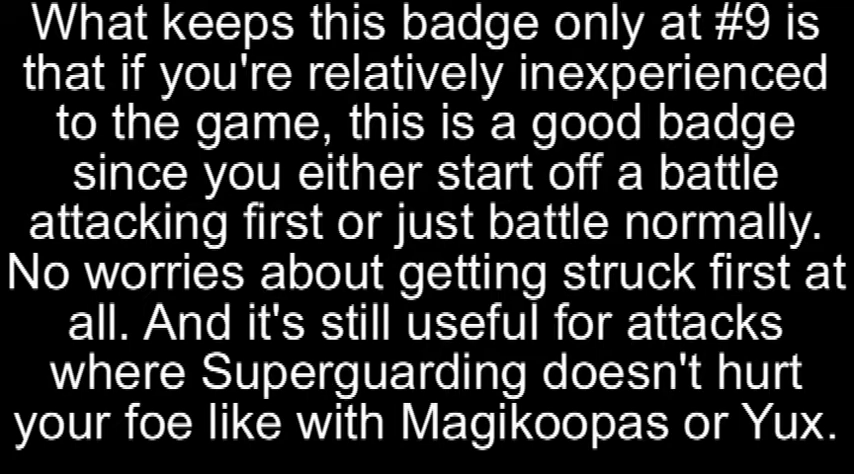 What keeps this badge only at #9 is
that if you're relatively inexperienced
to the game, this is a good badge
since you either start off a battle
attacking first or just battle normally.
No worries about getting struck first at
all. And it's still useful for attacks
where Superguarding doesn't hurt
your foe like with Magikoopas or Yux.